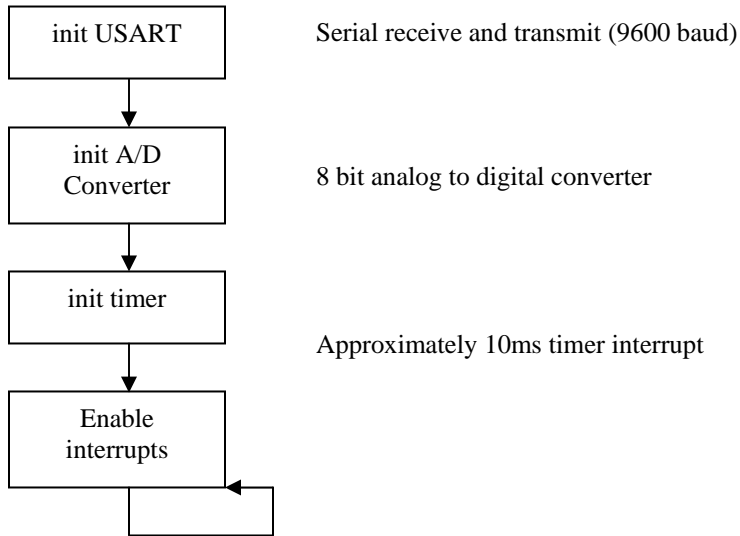 init USART
Serial receive and transmit (9600 baud)
init A/D
Converter
8 bit analog to digital converter
init timer
Approximately 10ms timer interrupt
Enable
interrupts